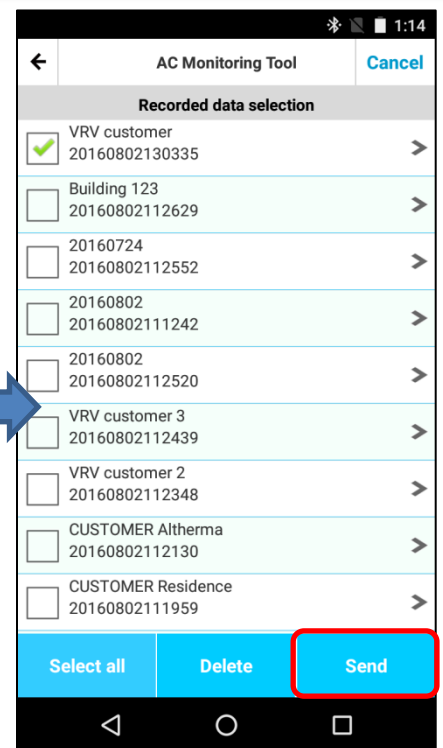 1:14
AC Monitoring Tool
Cancel
Recorded data selection
VRV customer
20160802130335
Building 123
20160802112629
20160724
20160802112552
20160802
20160802111242
20160802
20160802112520
VRV customer 3
20160802112439
VRV customer 2
20160802112348
CUSTOMER Altherma
20160802112130
CUSTOMER Residence
20160802111959
Select all
Delete
Send